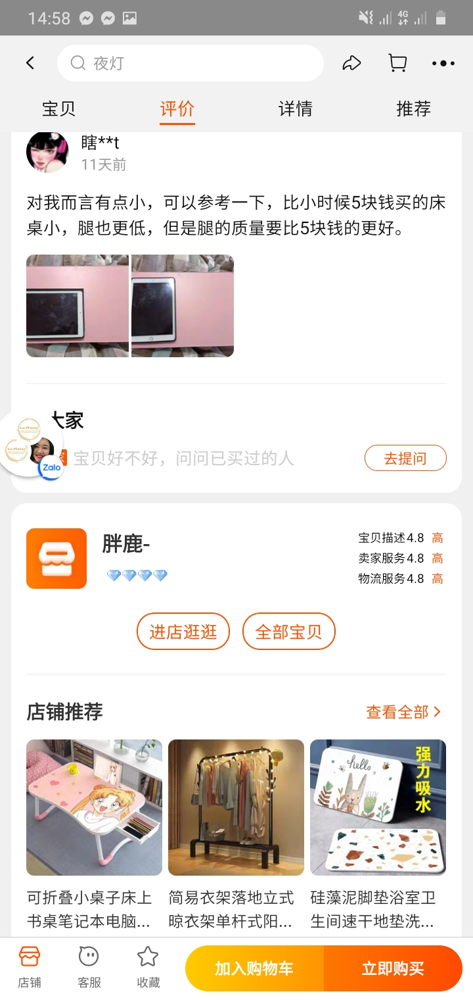 14:58
4G
夜灯
宝贝
评价
详情
推荐
瞎**t
11天前
对我而言有点小，可以参考一下，比小时候5块钱买的床
桌小，腿也更低，但是腿的质量要比5块钱的更好。
大家
Zalo
宝贝好不好，问问已买过的人
去提问
胖鹿-
宝贝描述4.8 高
卖家服务4.8 高
物流服务4.8 高
进店逛逛
全部宝贝
店铺推荐
查看全部
hello
强力吸水
可折叠小桌子床上
书桌笔记本电脑...
简易衣架落地立式
晾衣架单杆式阳...
硅藻泥脚垫浴室卫
生间速干地垫洗...
店铺
客服
收藏
加入购物车
立即购买